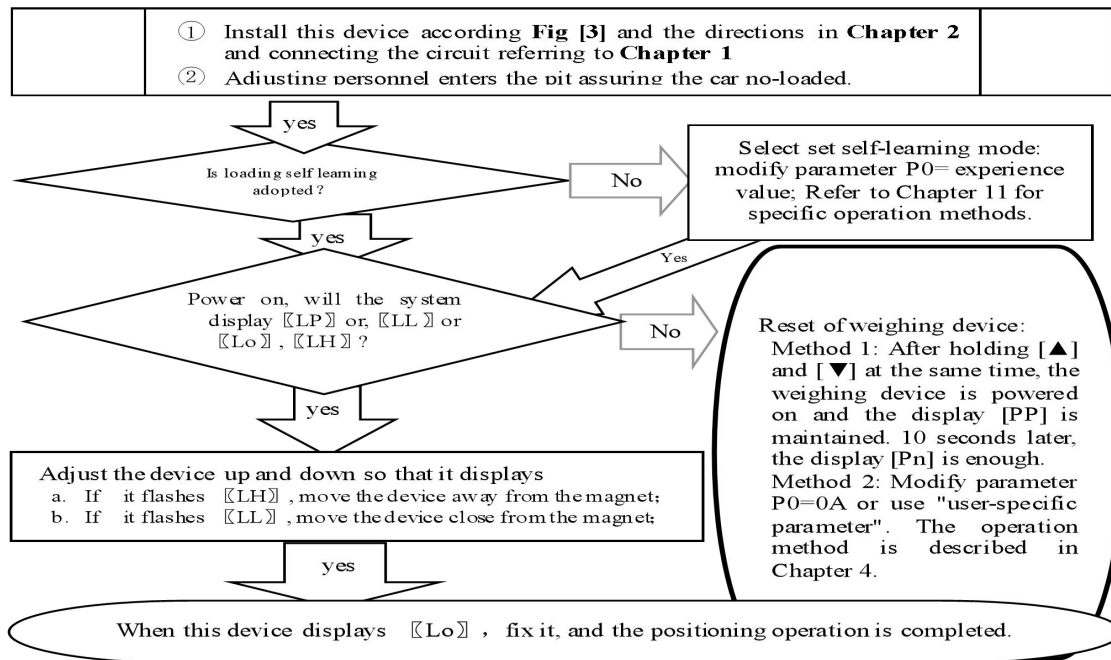 ① Install this device according Fig [3] and the directions in Chapter 2
and connecting the circuit referring to Chapter 1
② Adjusting personnel enters the pit assuring the car no-loaded.
yes
Is loading self learning
adopted?
No
Select set self-learning mode:
modify parameter P0= experience
value; Refer to Chapter 11 for
specific operation methods.
yes
Yes
Power on, will the system
display〖LP〗or,〖LL〗or
〖Lo〗,〖LH〗?
No
Reset of weighing device:
Method 1: After holding [▲]
and [▼] at the same time, the
weighing device is powered
on and the display [PP] is
maintained. 10 seconds later,
the display [Pn] is enough.
Method 2: Modify parameter
P0=0A or use "user-specific
parameter". The operation
method is described in
Chapter 4.
yes
Adjust the device up and down so that it displays
a. If it flashes〖LH〗, move the device away from the magnet;
b. If it flashes〖LL〗, move the device close from the magnet;
yes
When this device displays 〖Lo〗, fix it, and the positioning operation is completed.